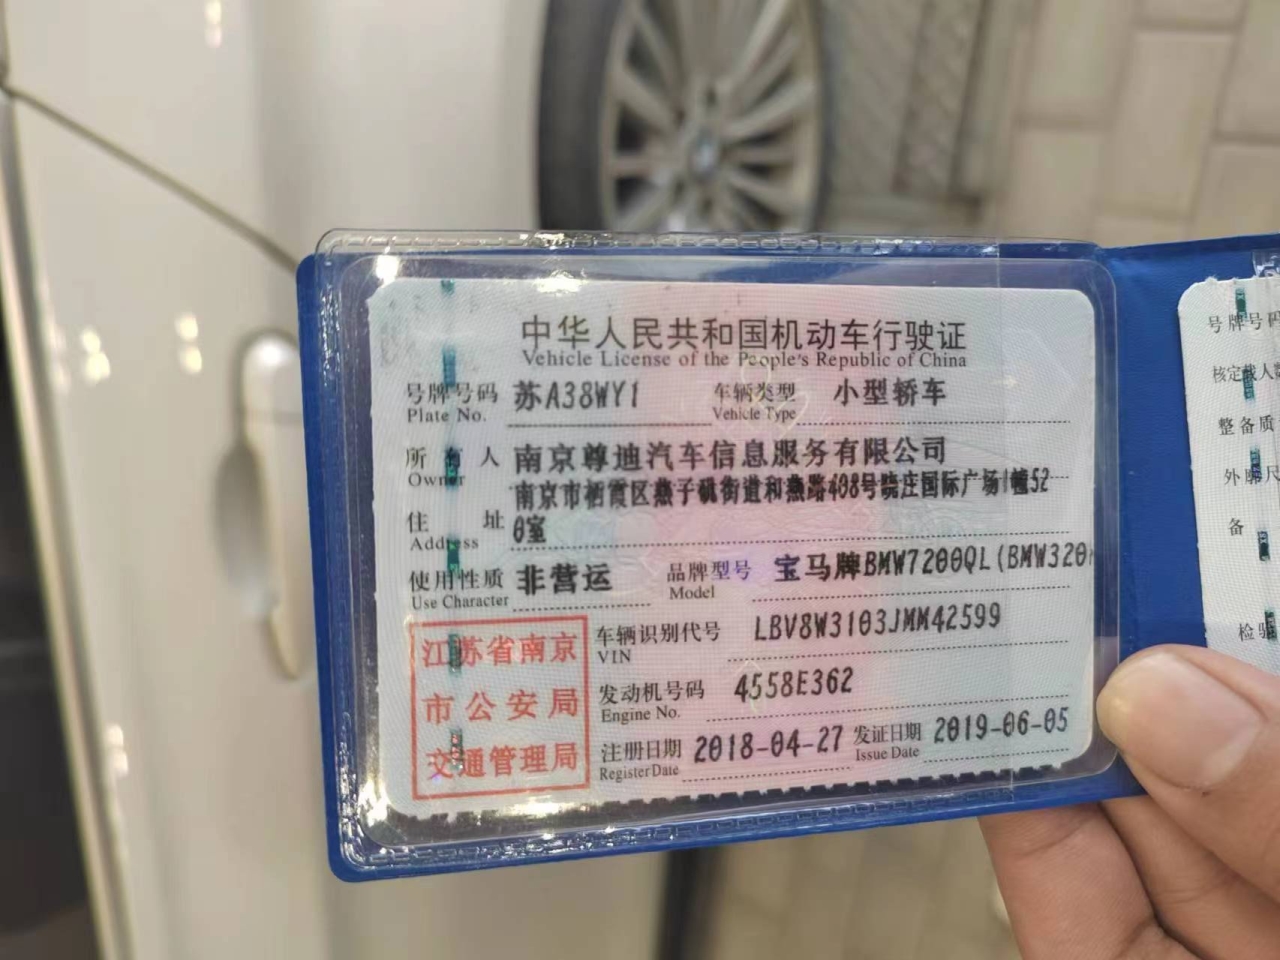 中华人民共和国机动车行驶证
Vehicle License of the People's Republic of China
号牌号码 苏A38WY1 车辆类型 小型轿车
Plate No. Vehicle Type
所有人 南京尊迪汽车信息服务有限公司
Owner
南京市栖霞区燕子矶街道和燕路408号晓庄国际广场1幢52
住址 0室
Address
使用性质 非营运 品牌型号 宝马牌BMW7200QL(BMW320
Use Character Model
江苏省南京
市公安局
交通管理局
车辆识别代号 LBV8W3103JMM42599
VIN
发动机号码 4558E362
Engine No.
注册日期 2018-04-27 发证日期 2019-06-05
Register Date Issue Date
号牌号码
核定载人数
整备质
外廓尺
备
检验